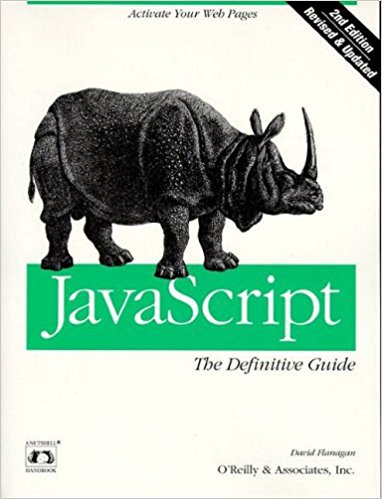 Activate Your Web Pages
2nd Edition
Revised & Updated
JavaScript
The Definitive Guide
A NUTSHELL®
HANDBOOK
David Flanagan
O'Reilly & Associates, Inc.